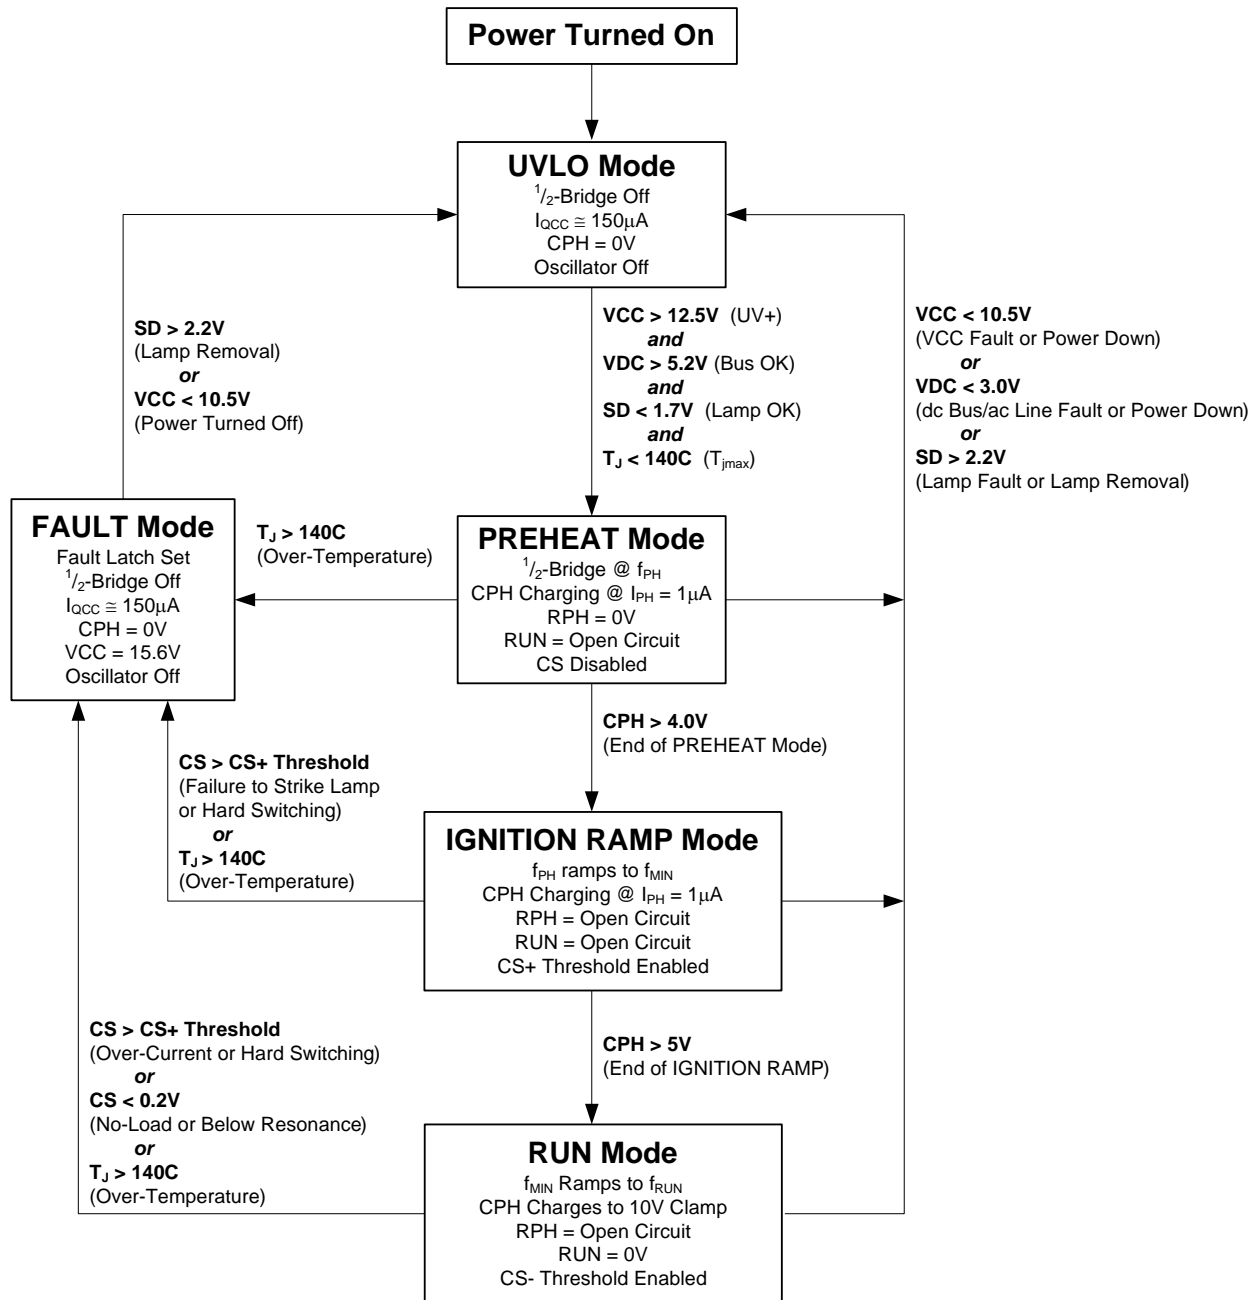 Power Turned On
UVLO Mode
1/2-Bridge Off
IQCC ≅ 150μA
CPH = 0V
Oscillator Off
SD > 2.2V
(Lamp Removal)
or
VCC < 10.5V
(Power Turned Off)
VCC > 12.5V (UV+)
and
VDC > 5.2V (Bus OK)
and
SD < 1.7V (Lamp OK)
and
TJ < 140C (Tjmax)
VCC < 10.5V
(VCC Fault or Power Down)
or
VDC < 3.0V
(dc Bus/ac Line Fault or Power Down)
or
SD > 2.2V
(Lamp Fault or Lamp Removal)
FAULT Mode
Fault Latch Set
1/2-Bridge Off
IQCC ≅ 150μA
CPH = 0V
VCC = 15.6V
Oscillator Off
TJ > 140C
(Over-Temperature)
PREHEAT Mode
1/2-Bridge @ fPH
CPH Charging @ IPH = 1μA
RPH = 0V
RUN = Open Circuit
CS Disabled
CPH > 4.0V
(End of PREHEAT Mode)
CS > CS+ Threshold
(Failure to Strike Lamp
or Hard Switching)
or
TJ > 140C
(Over-Temperature)
IGNITION RAMP Mode
fPH ramps to fMIN
CPH Charging @ IPH = 1μA
RPH = Open Circuit
RUN = Open Circuit
CS+ Threshold Enabled
CS > CS+ Threshold
(Over-Current or Hard Switching)
or
CS < 0.2V
(No-Load or Below Resonance)
or
TJ > 140C
(Over-Temperature)
CPH > 5V
(End of IGNITION RAMP)
RUN Mode
fMIN Ramps to fRUN
CPH Charges to 10V Clamp
RPH = Open Circuit
RUN = 0V
CS- Threshold Enabled